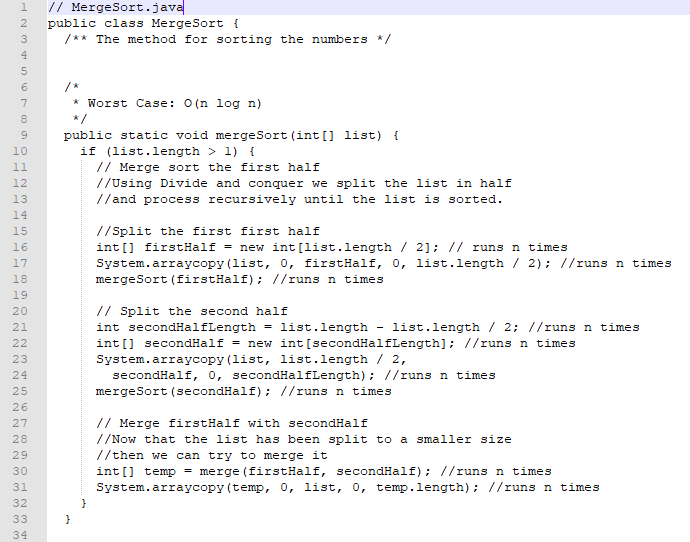 1 // MergeSort.java
2 public class MergeSort {
3 /** The method for sorting the numbers */
4
5
6 /*
7 * Worst Case: O(n log n)
8 */
9 public static void mergeSort(int[] list) {
10 if (list.length > 1) {
11 // Merge sort the first half
12 //Using Divide and conquer we split the list in half
13 //and process recursively until the list is sorted.
14
15 //Split the first first half
16 int[] firstHalf = new int[list.length / 2]; // runs n times
17 System.arraycopy(list, 0, firstHalf, 0, list.length / 2); //runs n times
18 mergeSort(firstHalf); //runs n times
19
20 // Split the second half
21 int secondHalfLength = list.length - list.length / 2; //runs n times
22 int[] secondHalf = new int[secondHalfLength]; //runs n times
23 System.arraycopy(list, list.length / 2,
24 secondHalf, 0, secondHalfLength); //runs n times
25 mergeSort(secondHalf); //runs n times
26
27 // Merge firstHalf with secondHalf
28 //Now that the list has been split to a smaller size
29 //then we can try to merge it
30 int[] temp = merge(firstHalf, secondHalf); //runs n times
31 System.arraycopy(temp, 0, list, 0, temp.length); //runs n times
32 }
33 }
34